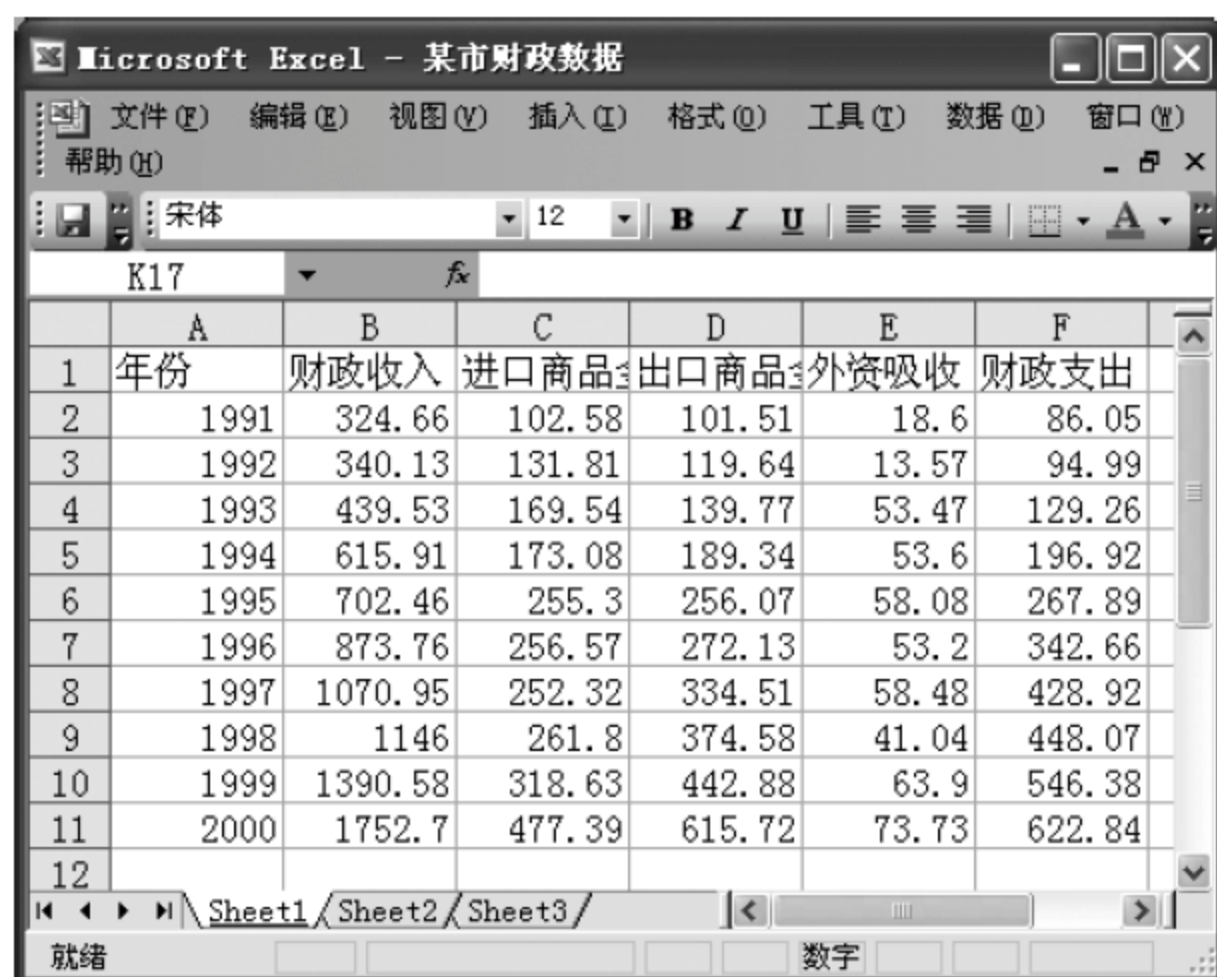 Microsoft Excel - 某市财政数据
文件(F) 编辑(E) 视图(V) 插入(I) 格式(O) 工具(T) 数据(D) 窗口(W)
帮助(H)
宋体 12 B I U A
K17 fx
A B C D E F
1 年份 财政收入 进口商品 出口商品 外资吸收 财政支出
2 1991 324.66 102.58 101.51 18.6 86.05
3 1992 340.13 131.81 119.64 13.57 94.99
4 1993 439.53 169.54 139.77 53.47 129.26
5 1994 615.91 173.08 189.34 53.6 196.92
6 1995 702.46 255.3 256.07 58.08 267.89
7 1996 873.76 256.57 272.13 53.2 342.66
8 1997 1070.95 252.32 334.51 58.48 428.92
9 1998 1146 261.8 374.58 41.04 448.07
10 1999 1390.58 318.63 442.88 63.9 546.38
11 2000 1752.7 477.39 615.72 73.73 622.84
12
Sheet1 Sheet2 Sheet3
就绪 数字